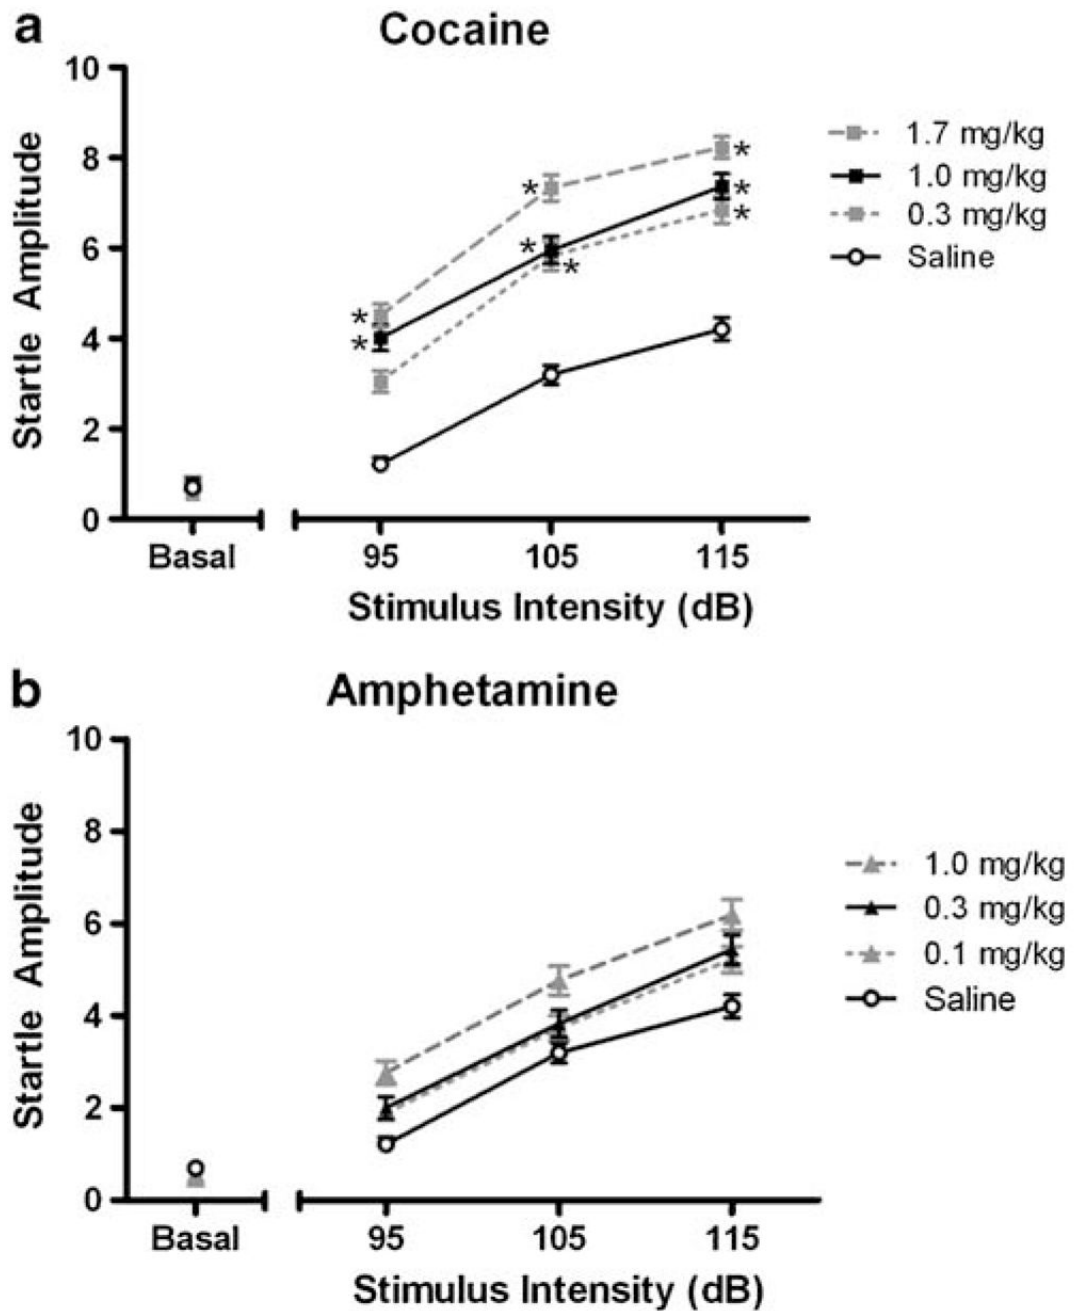 a
Cocaine
10
8
6
4
2
0
Startle Amplitude
* *
* *
* *
* *
1.7 mg/kg
1.0 mg/kg
0.3 mg/kg
Saline
Basal 95 105 115
Stimulus Intensity (dB)
b
Amphetamine
10
8
6
4
2
0
Startle Amplitude
1.0 mg/kg
0.3 mg/kg
0.1 mg/kg
Saline
Basal 95 105 115
Stimulus Intensity (dB)